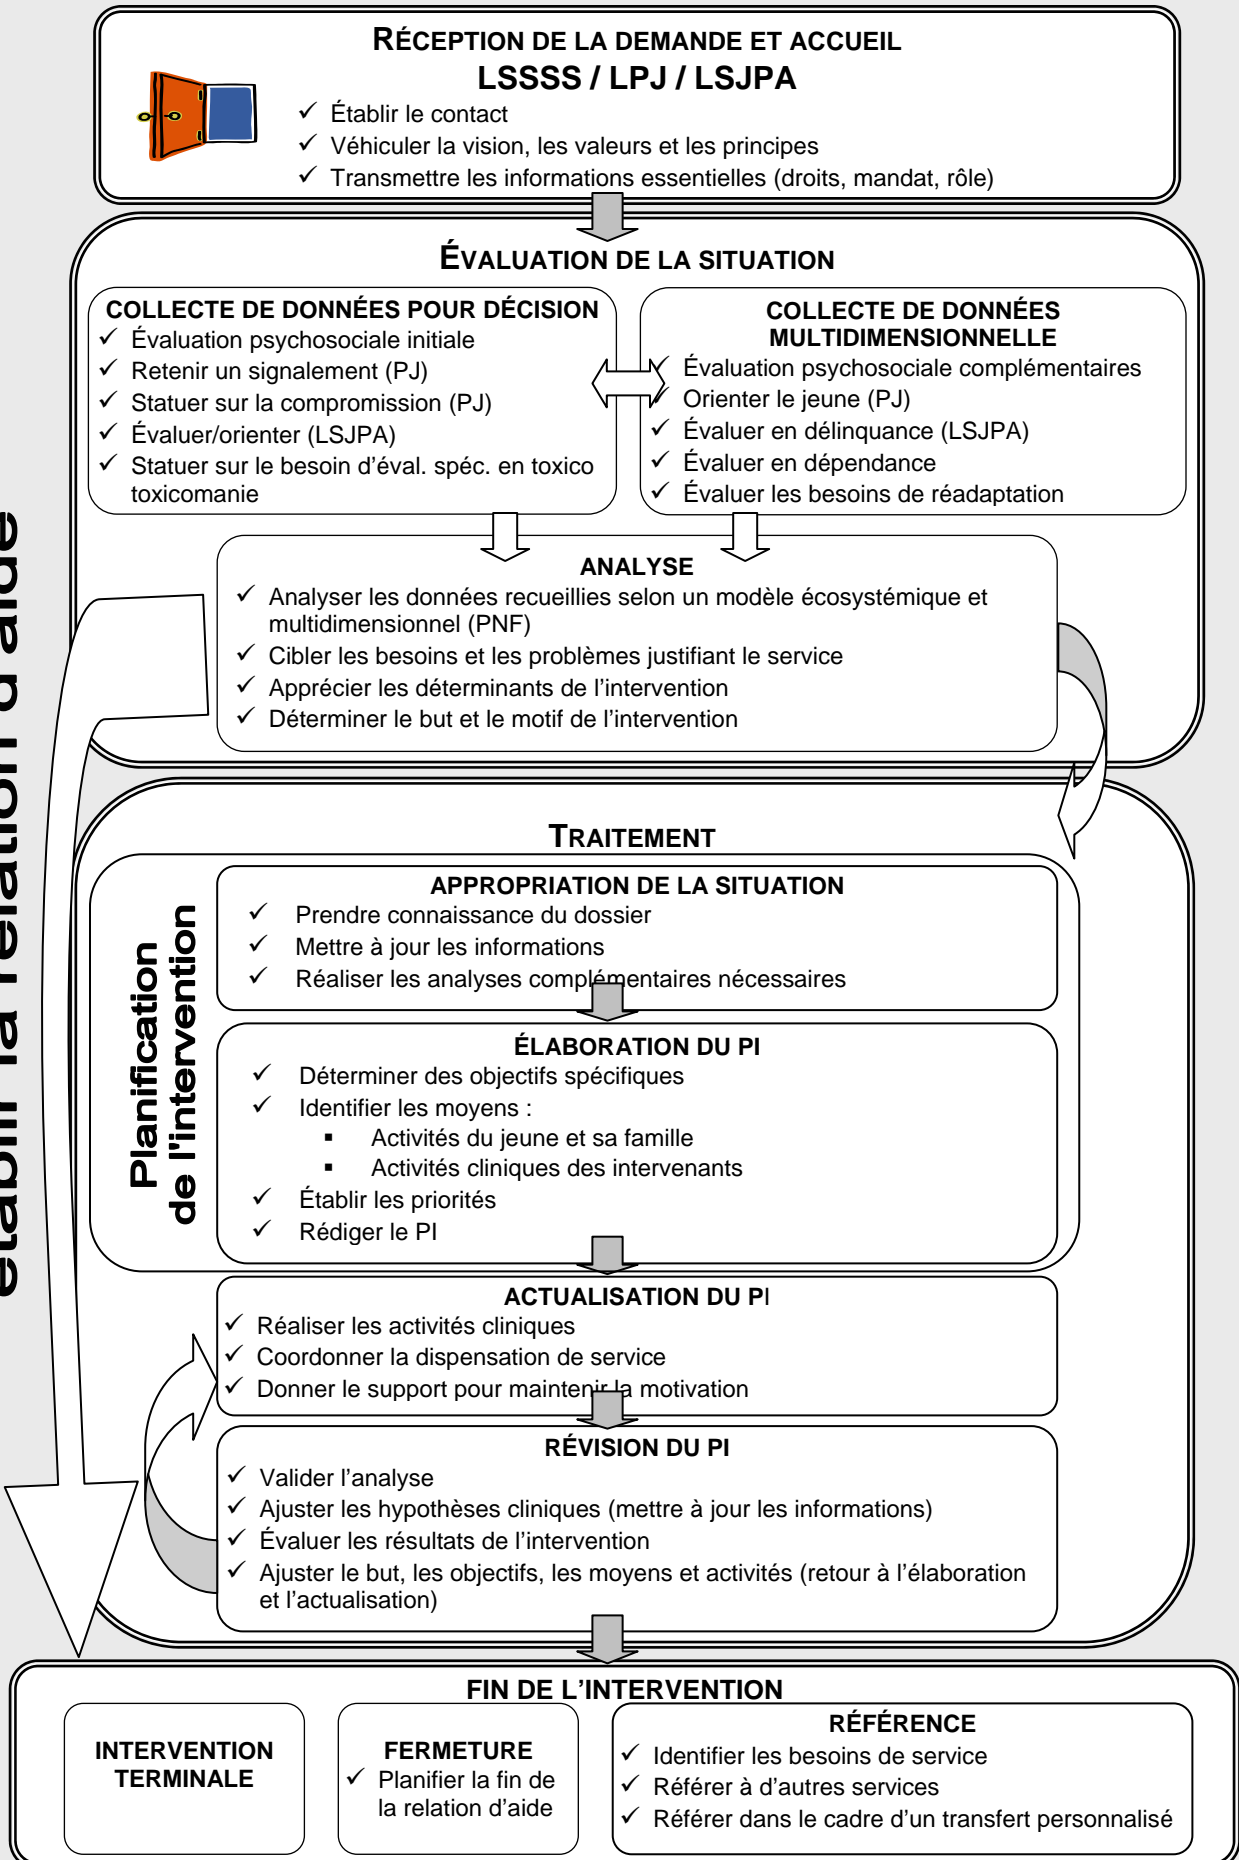 RÉCEPTION DE LA DEMANDE ET ACCUEIL
LSSSS / LPJ / LSJPA
✓ Établir le contact
✓ Véhiculer la vision, les valeurs et les principes
✓ Transmettre les informations essentielles (droits, mandat, rôle)
ÉVALUATION DE LA SITUATION
COLLECTE DE DONNÉES POUR DÉCISION
✓ Évaluation psychosociale initiale
✓ Retenir un signalement (PJ)
✓ Statuer sur la compromission (PJ)
✓ Évaluer/orienter (LSJPA)
✓ Statuer sur le besoin d'éval. spéc. en toxico
toxicomanie
COLLECTE DE DONNÉES
MULTIDIMENSIONNELLE
✓ Évaluation psychosociale complémentaires
✓ Orienter le jeune (PJ)
✓ Évaluer en délinquance (LSJPA)
✓ Évaluer en dépendance
✓ Évaluer les besoins de réadaptation
ANALYSE
✓ Analyser les données recueillies selon un modèle écosystémique et
multidimensionnel (PNF)
✓ Cibler les besoins et les problèmes justifiant le service
✓ Apprécier les déterminants de l'intervention
✓ Déterminer le but et le motif de l'intervention
établir la relation d'aide
TRAITEMENT
Planification
de l'intervention
APPROPRIATION DE LA SITUATION
✓ Prendre connaissance du dossier
✓ Mettre à jour les informations
✓ Réaliser les analyses complémentaires nécessaires
ÉLABORATION DU PI
✓ Déterminer des objectifs spécifiques
✓ Identifier les moyens :
▪ Activités du jeune et sa famille
▪ Activités cliniques des intervenants
✓ Établir les priorités
✓ Rédiger le PI
ACTUALISATION DU PI
✓ Réaliser les activités cliniques
✓ Coordonner la dispensation de service
✓ Donner le support pour maintenir la motivation
RÉVISION DU PI
✓ Valider l'analyse
✓ Ajuster les hypothèses cliniques (mettre à jour les informations)
✓ Évaluer les résultats de l'intervention
✓ Ajuster le but, les objectifs, les moyens et activités (retour à l'élaboration
et l'actualisation)
FIN DE L'INTERVENTION
INTERVENTION
TERMINALE
FERMETURE
✓ Planifier la fin de
la relation d'aide
RÉFÉRENCE
✓ Identifier les besoins de service
✓ Référer à d'autres services
✓ Référer dans le cadre d'un transfert personnalisé